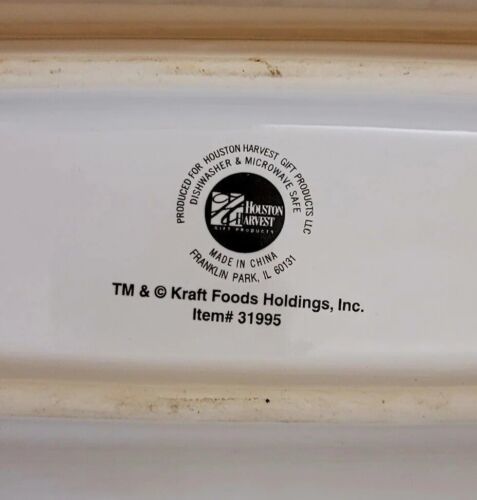 PRODUCED FOR HOUSTON HARVEST GIFT PRODUCTS LLC
DISHWASHER & MICROWAVE SAFE
HOUSTON
HARVEST
GIFT PRODUCTS
MADE IN CHINA
FRANKLIN PARK, IL 60131
TM & © Kraft Foods Holdings, Inc.
Item# 31995